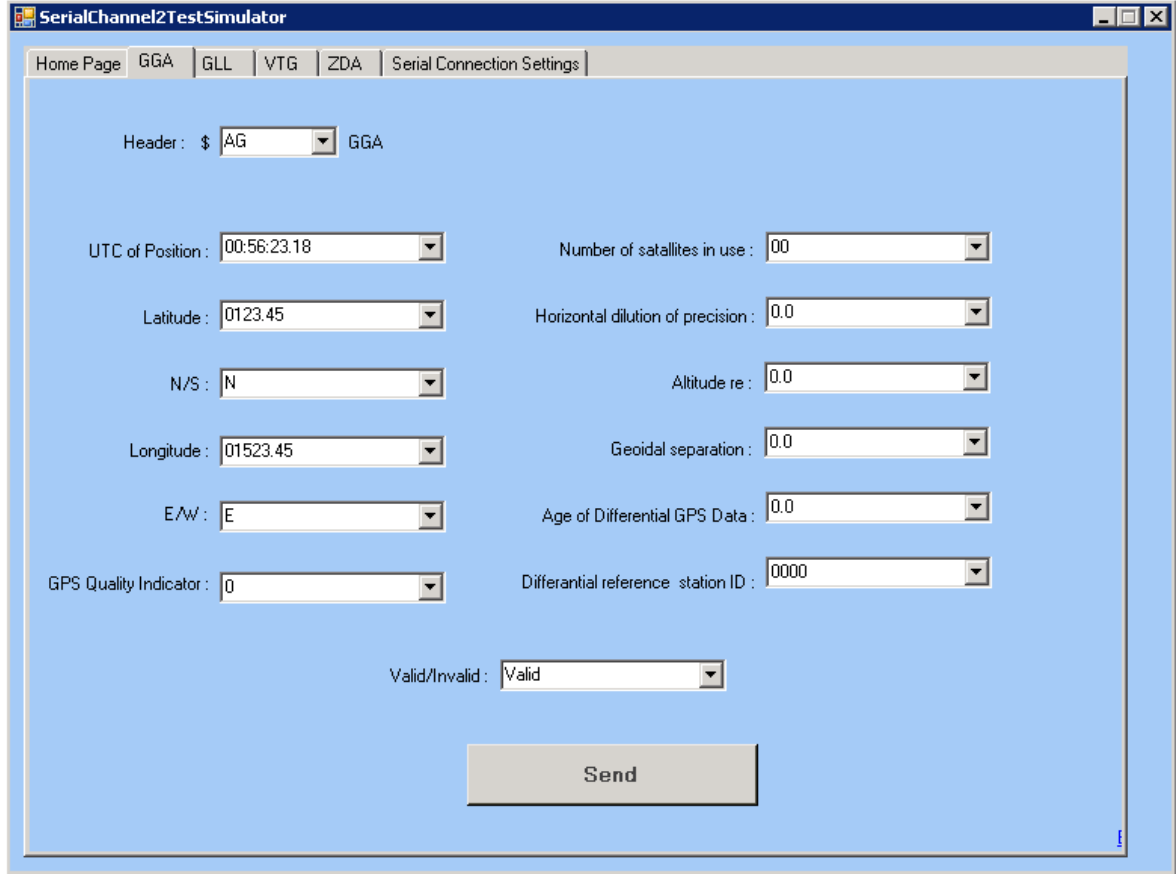 SerialChannel2TestSimulator
Home Page GGA GLL VTG ZDA Serial Connection Settings
Header : $ AG GGA
UTC of Position : 00:56:23.18
Number of satallites in use : 00
Latitude : 0123.45
Horizontal dilution of precision : 0.0
N/S : N
Altitude re : 0.0
Longitude : 01523.45
Geoidal separation : 0.0
E/W : E
Age of Differential GPS Data : 0.0
GPS Quality Indicator : 0
Differantial reference station ID : 0000
Valid/Invalid : Valid
Send